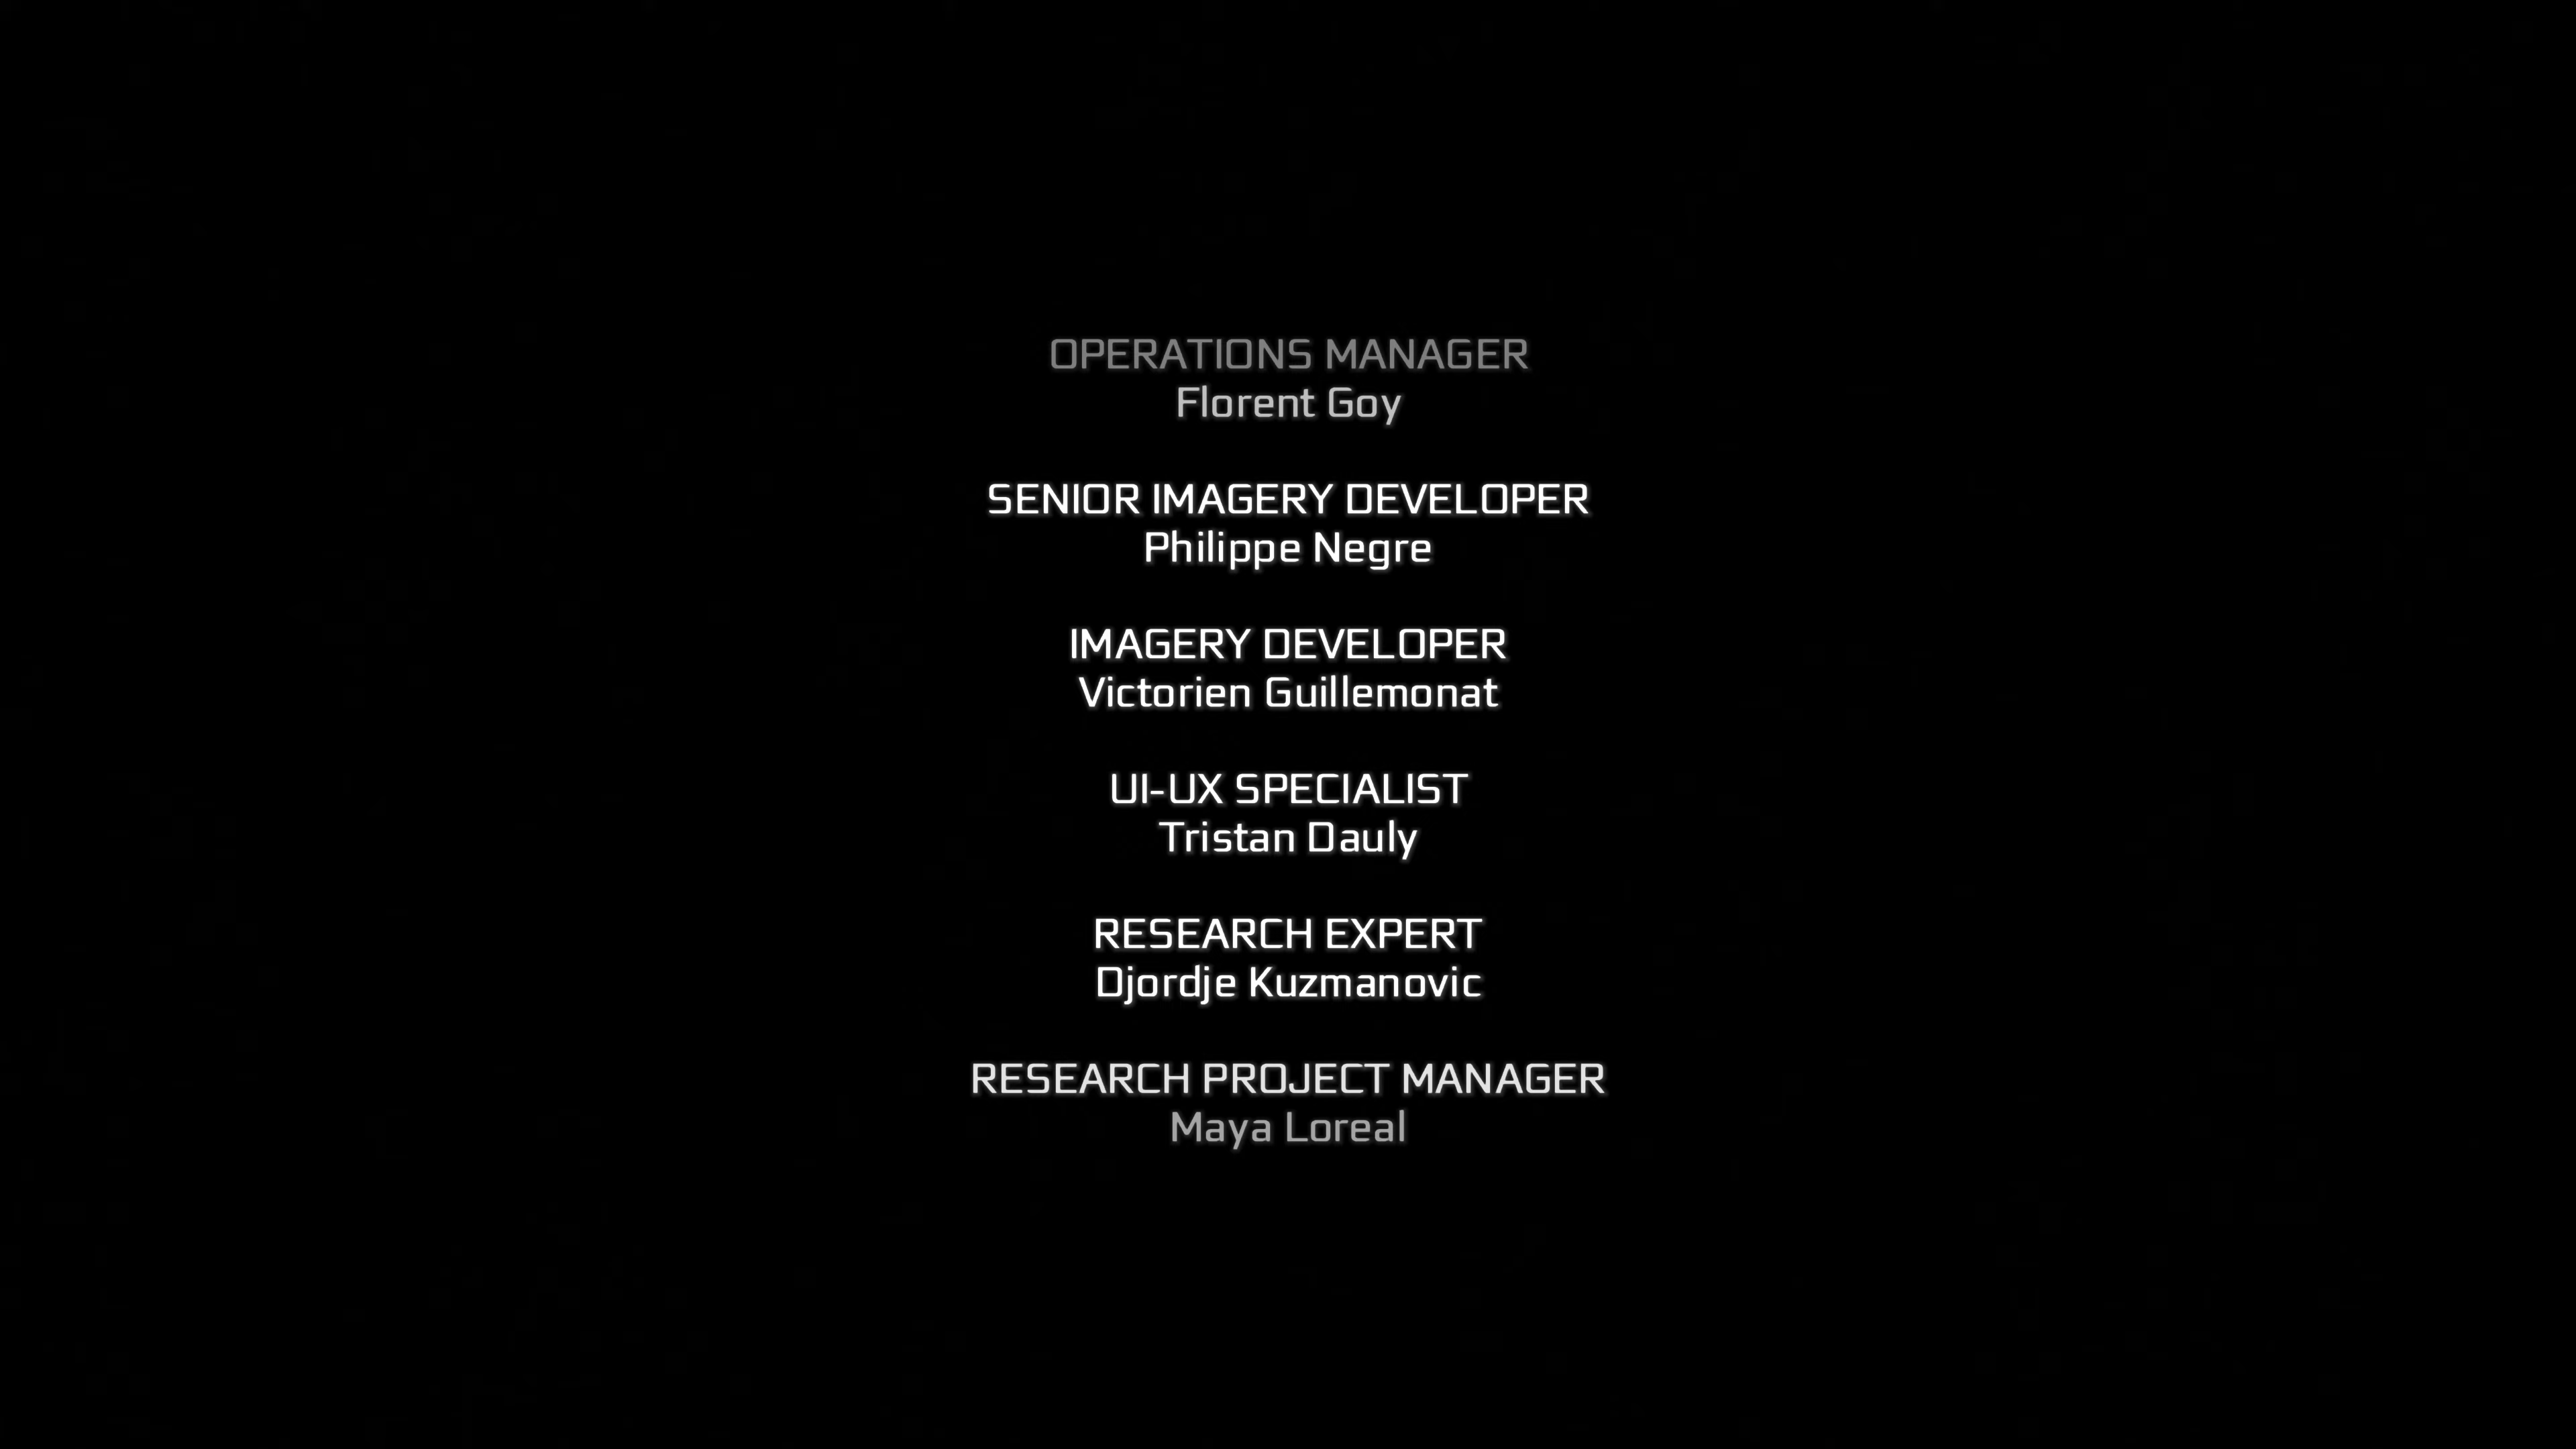 OPERATIONS MANAGER
Florent Goy
SENIOR IMAGERY DEVELOPER
Philippe Negre
IMAGERY DEVELOPER
Victorien Guillemonat
UI-UX SPECIALIST
Tristan Dauly
RESEARCH EXPERT
Djordje Kuzmanovic
RESEARCH PROJECT MANAGER
Maya Loreal